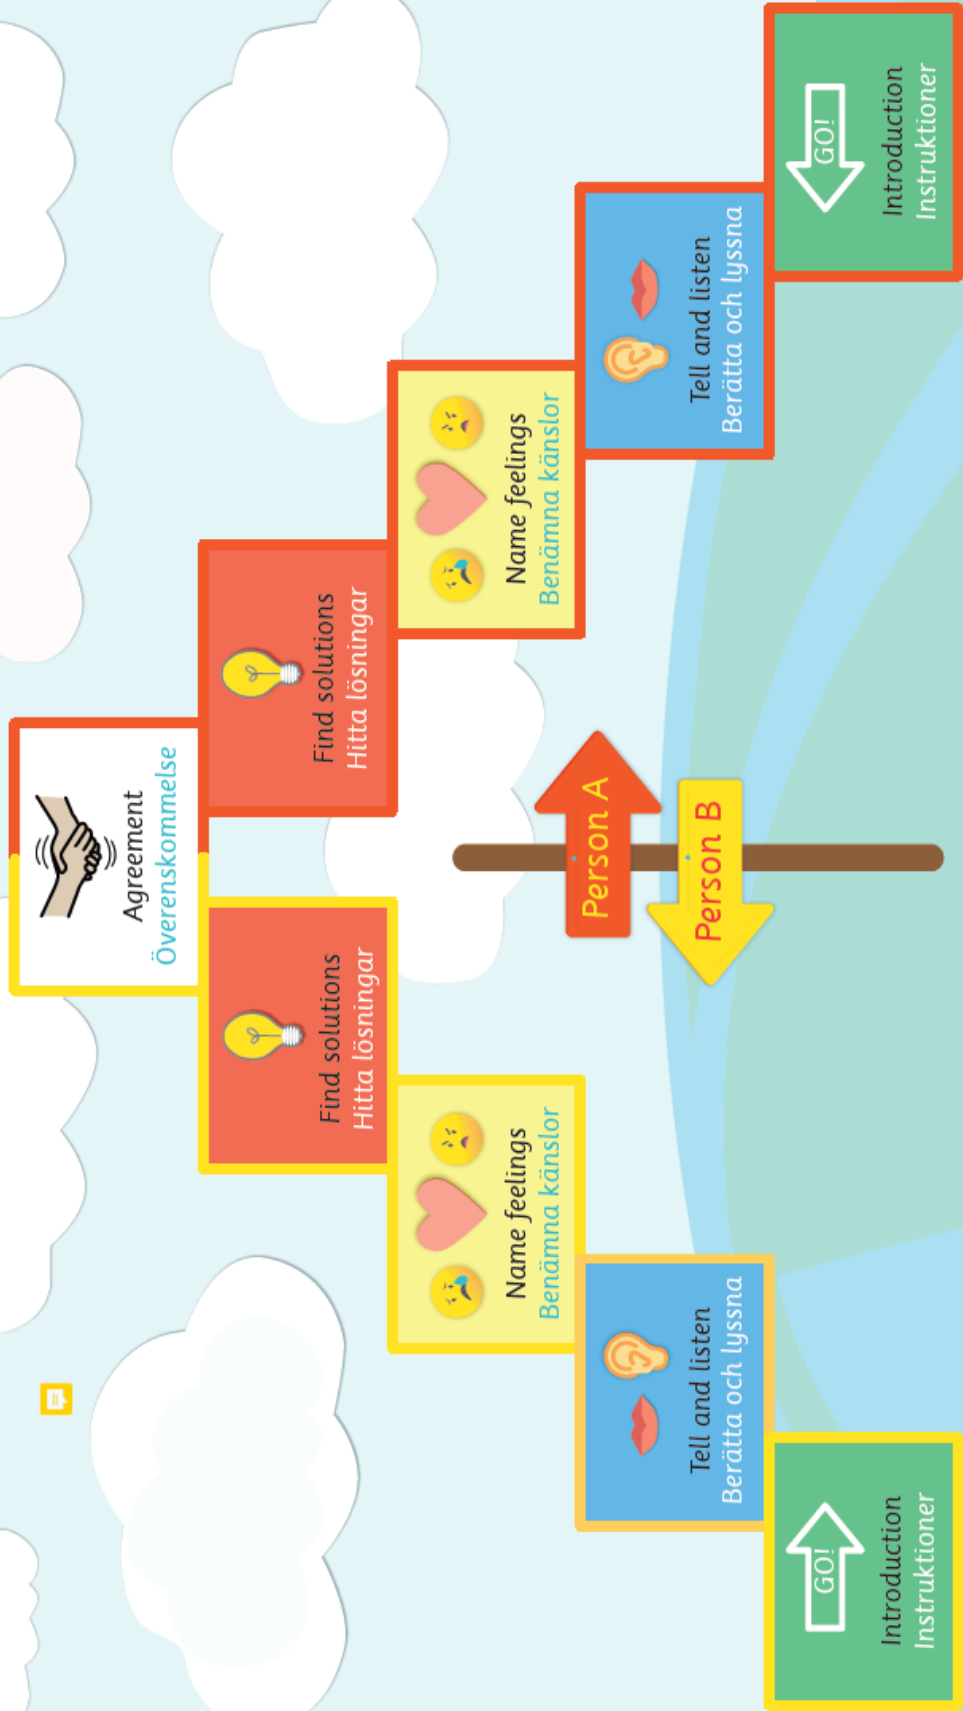 Agreement
Överenskommelse
Find solutions
Hitta lösningar
Find solutions
Hitta lösningar
Name feelings
Benämna känslor
Name feelings
Benämna känslor
Person A
Person B
Tell and listen
Berätta och lyssna
Tell and listen
Berätta och lyssna
GO!
Introduction
Instruktioner
GO!
Introduction
Instruktioner